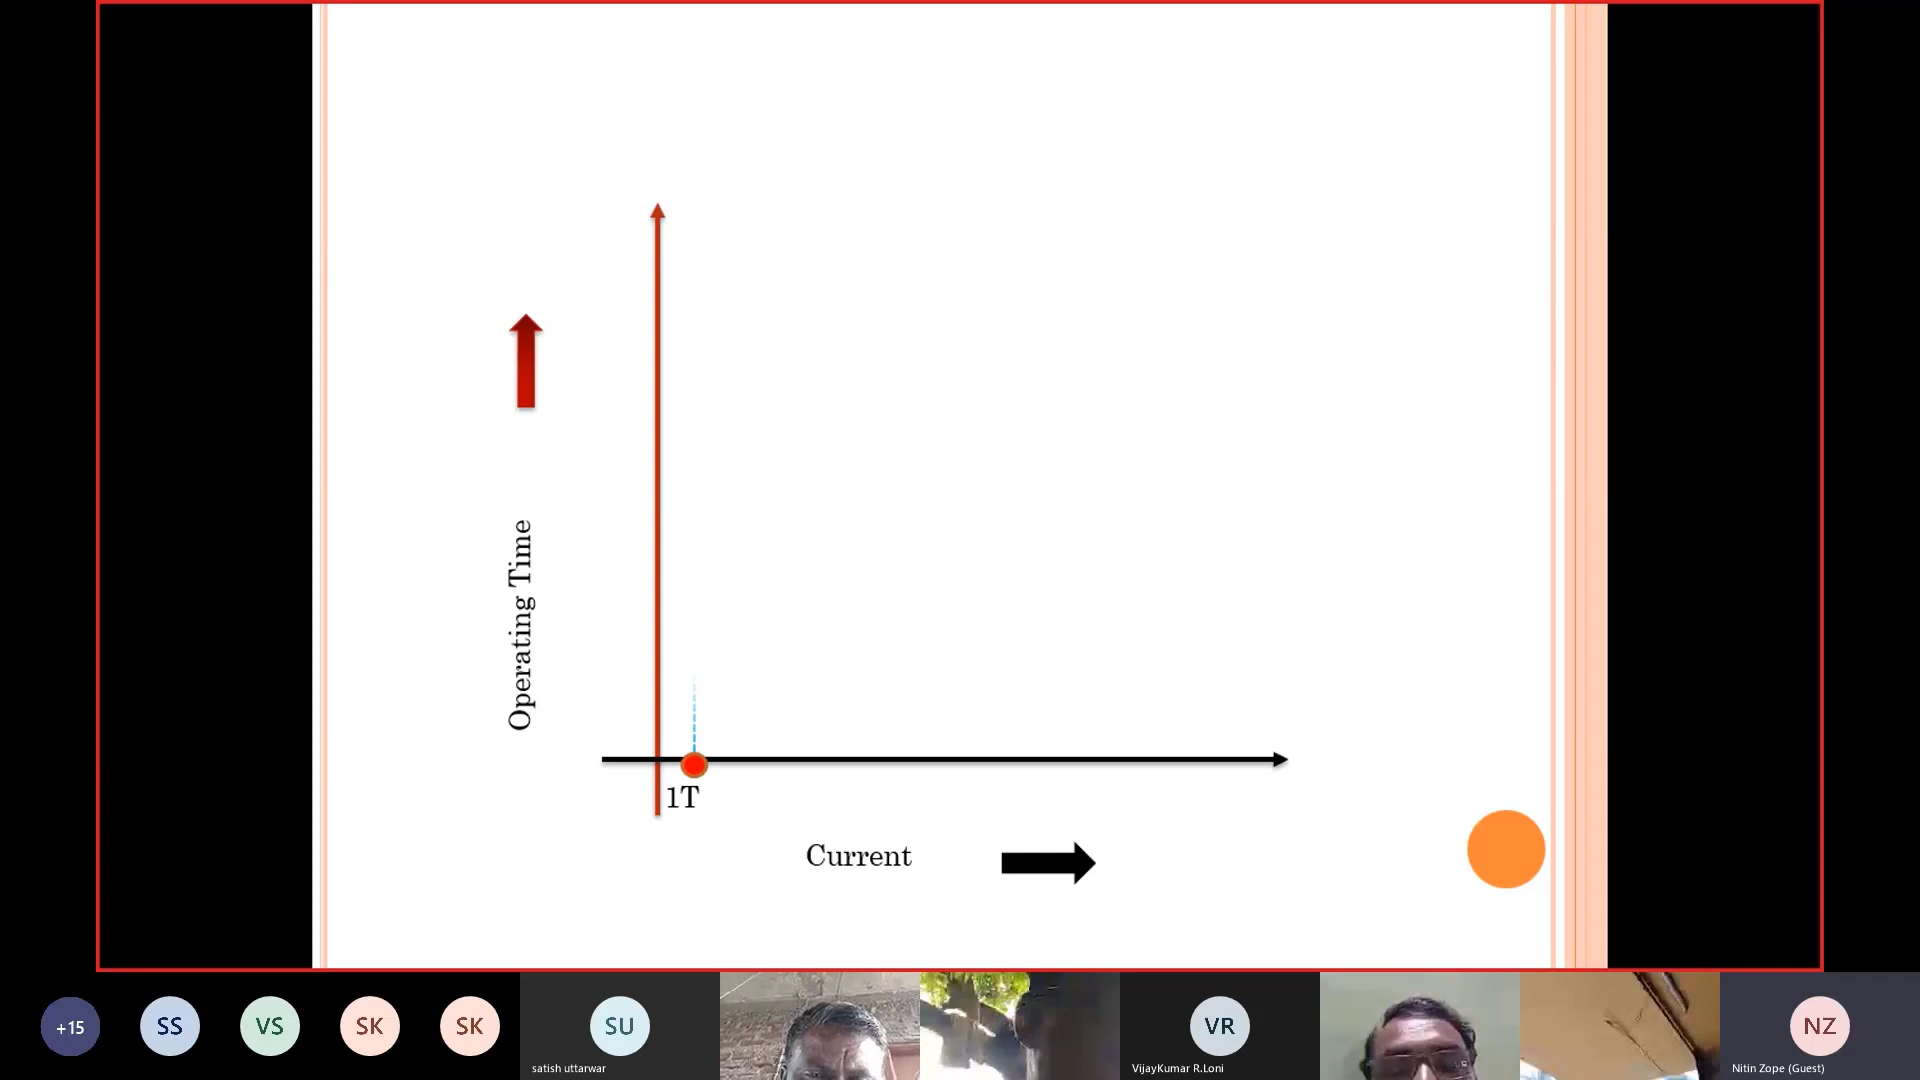 Operating Time
1T
Current
+15
SS
VS
SK
SK
SU
satish uttarwar
VR
VijayKumar R.Loni
NZ
Nitin Zope (Guest)